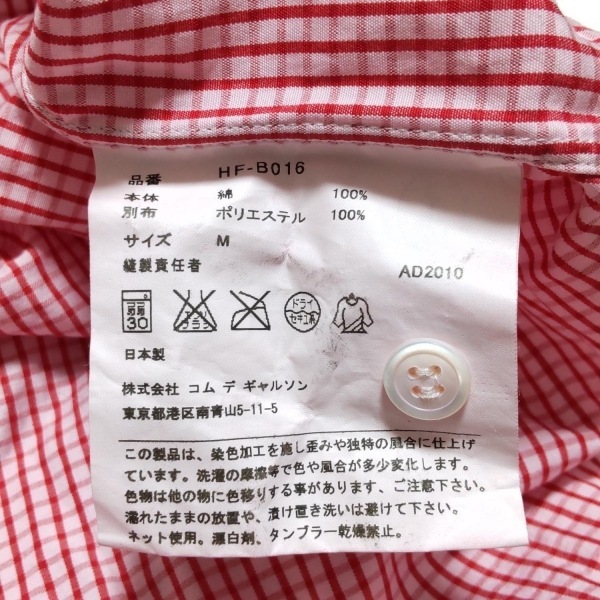 品番 HF-B016
本体 綿 100%
別布 ポリエステル 100%
サイズ M
縫製責任者
AD2010
30 ドライ セキユ系
日本製
株式会社 コム デ ギャルソン
東京都港区南青山5-11-5
この製品は、染色加工を施し歪みや独特の風合に仕上げ
ています。洗濯の摩擦等で色や風合が多少変化します。
色物は他の物に色移りする事が有ります。ご注意下さい。
濡れたままの放置や、漬け置き洗いは避けて下さい。
ネット使用。漂白剤、タンブラー乾燥禁止。